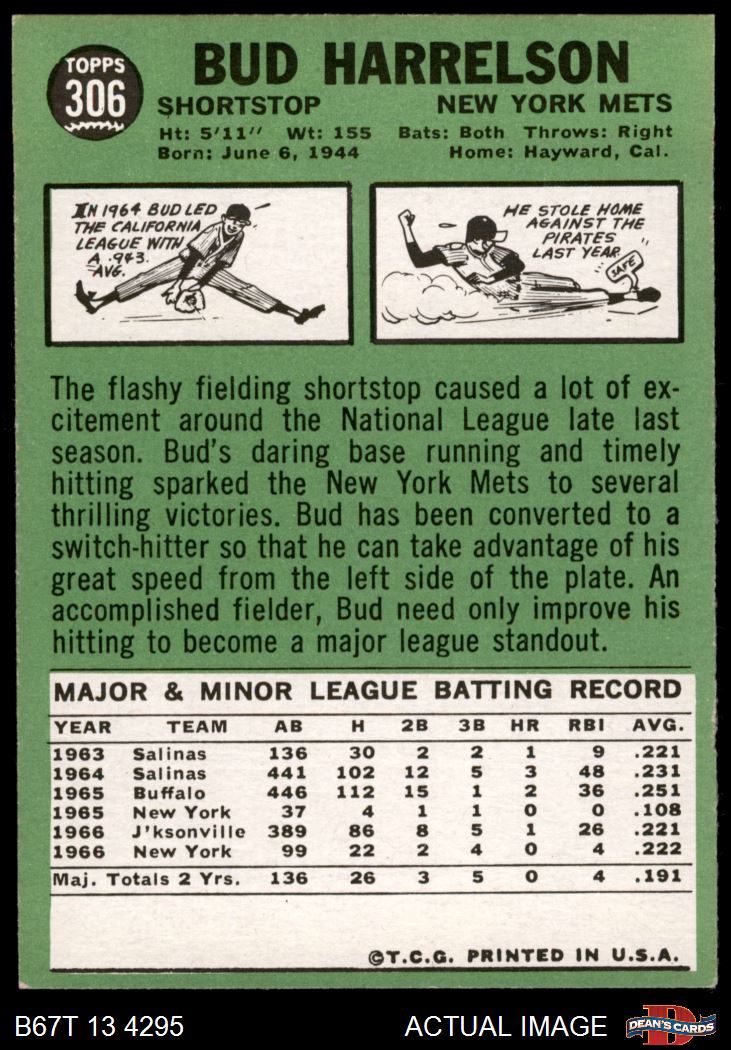 TOPPS
306
BUD HARRELSON
SHORTSTOP NEW YORK METS
Ht: 5'11" Wt: 155 Bats: Both Throws: Right
Born: June 6, 1944 Home: Hayward, Cal.
IN 1964 BUD LED
THE CALIFORNIA
LEAGUE WITH
A .943
AVG.
HE STOLE HOME
AGAINST THE
PIRATES
LAST YEAR
SAFE
The flashy fielding shortstop caused a lot of ex-
citement around the National League late last
season. Bud's daring base running and timely
hitting sparked the New York Mets to several
thrilling victories. Bud has been converted to a
switch-hitter so that he can take advantage of his
great speed from the left side of the plate. An
accomplished fielder, Bud need only improve his
hitting to become a major league standout.
MAJOR & MINOR LEAGUE BATTING RECORD
YEAR TEAM AB H 2B 3B HR RBI AVG.
1963 Salinas 136 30 2 2 1 9 .221
1964 Salinas 441 102 12 5 3 48 .231
1965 Buffalo 446 112 15 1 2 36 .251
1965 New York 37 4 1 1 0 0 .108
1966 J'ksonville 389 86 8 5 1 26 .221
1966 New York 99 22 2 4 0 4 .222
Maj. Totals 2 Yrs. 136 26 3 5 0 4 .191
©T.C.G. PRINTED IN U.S.A.
B67T 13 4295 ACTUAL IMAGE D DEAN'S CARDS